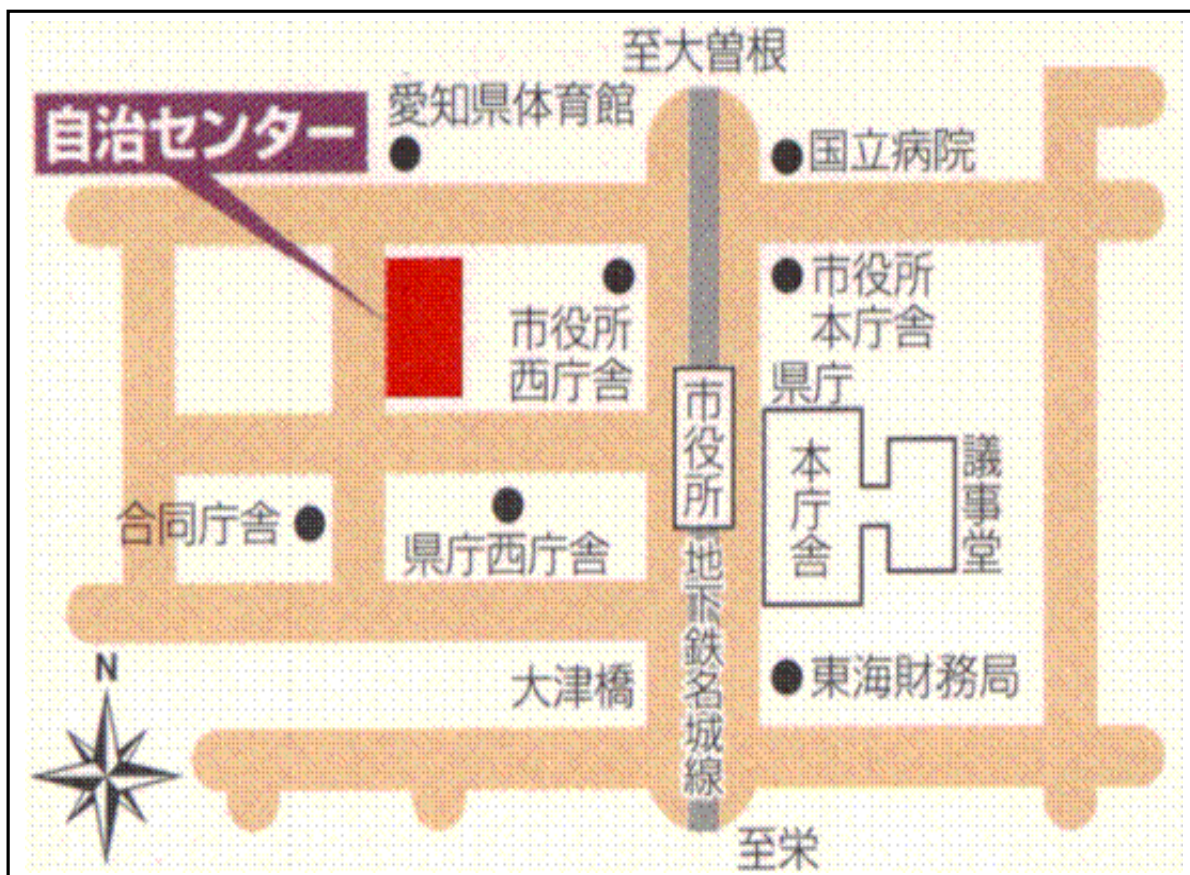 至大曽根
愛知県体育館
自治センター
国立病院
市役所
西庁舎
市役所
本庁舎
県庁
市役所
本庁舎
議事堂
合同庁舎
県庁西庁舎
地下鉄名城線
N
大津橋
東海財務局
至栄